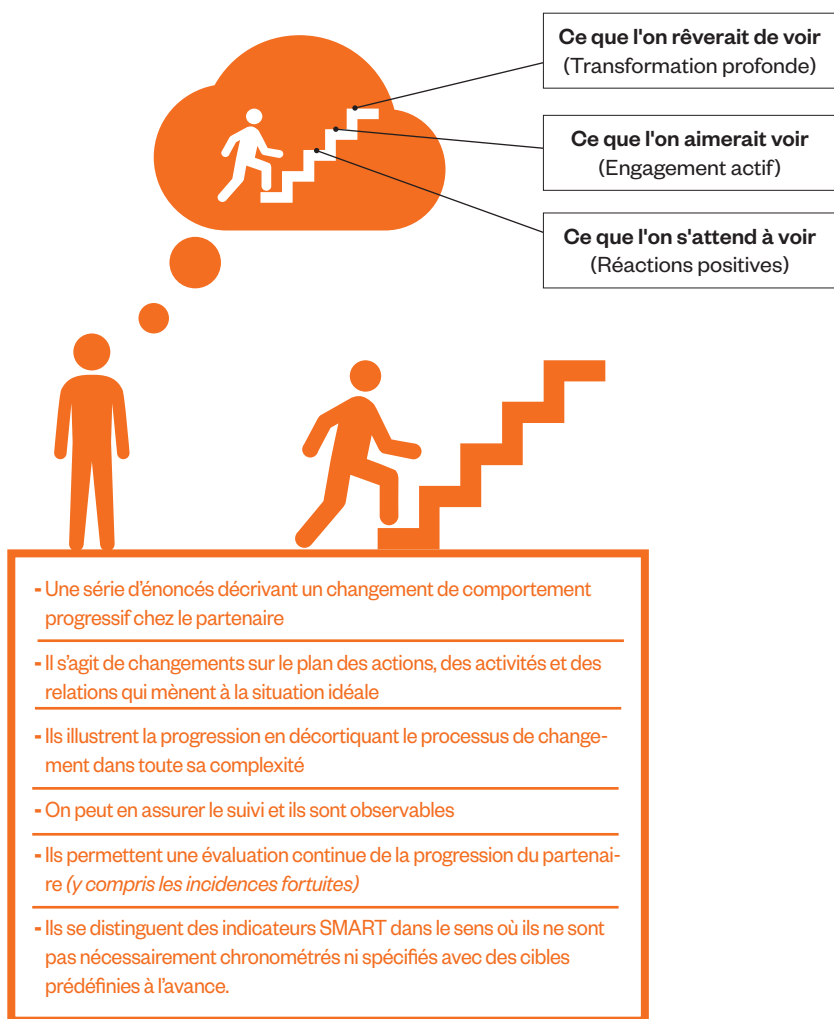 Ce que l'on rêverait de voir
(Transformation profonde)
Ce que l'on aimerait voir
(Engagement actif)
Ce que l'on s'attend à voir
(Réactions positives)
- Une série d’énoncés décrivant un changement de comportement
progressif chez le partenaire
- Il s’agit de changements sur le plan des actions, des activités et des
relations qui mènent à la situation idéale
- Ils illustrent la progression en décortiquant le processus de change-
ment dans toute sa complexité
- On peut en assurer le suivi et ils sont observables
- Ils permettent une évaluation continue de la progression du partenai-
re (y compris les incidences fortuites)
- Ils se distinguent des indicateurs SMART dans le sens où ils ne sont
pas nécessairement chronométrés ni spécifiés avec des cibles
prédéfinies à l’avance.